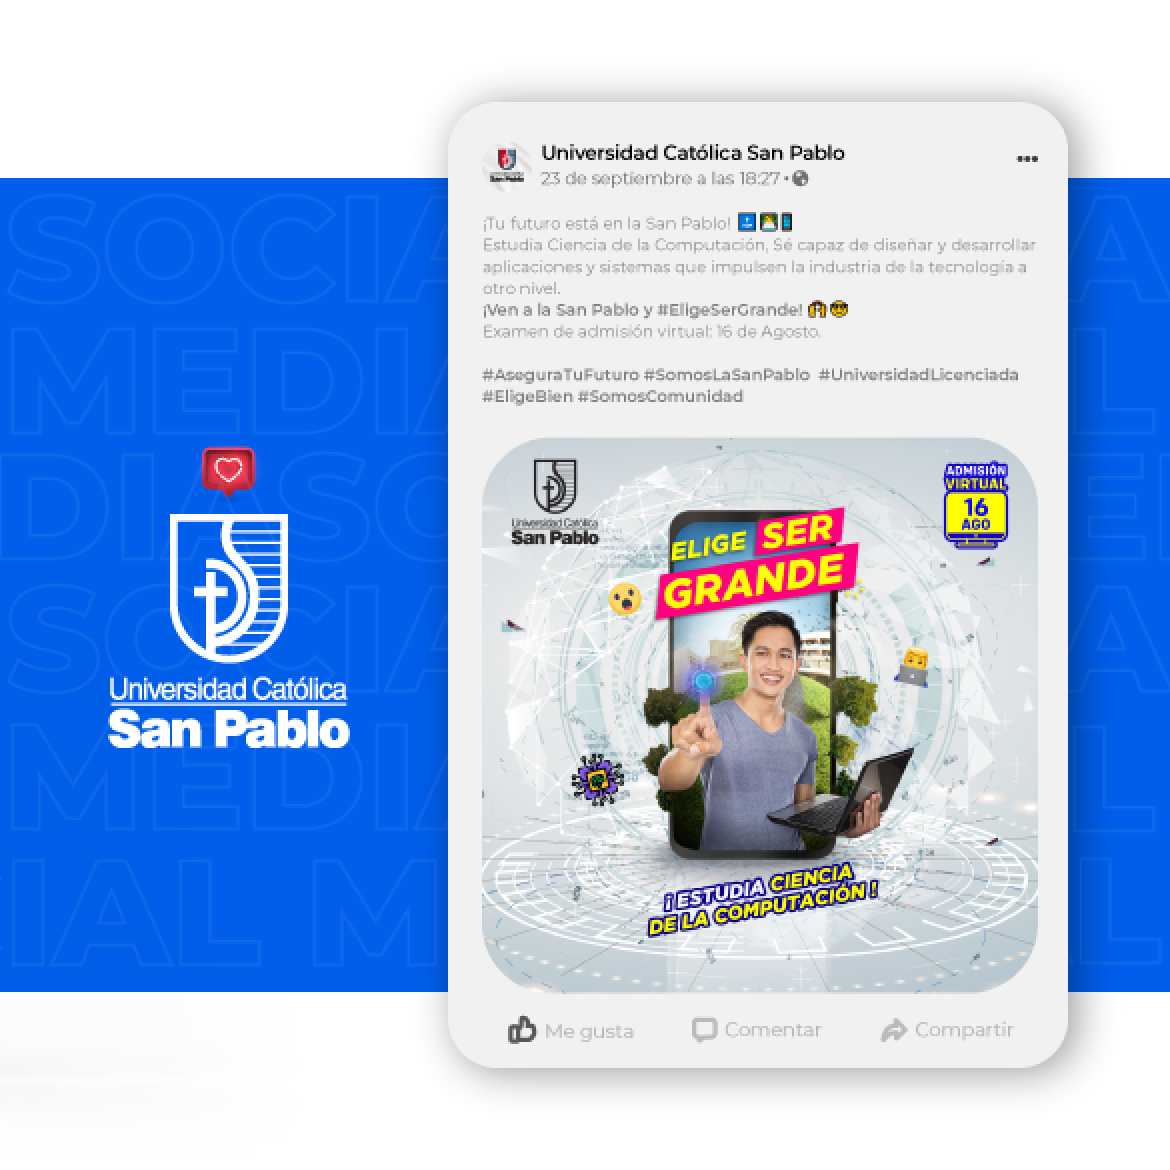 SOCIAL
MEDIA
DIASOCI
SOCIAL
MEDIA
CIAL M
Universidad Católica
San Pablo
Universidad Católica San Pablo
23 de septiembre a las 18:27 •
¡Tu futuro está en la San Pablo!
Estudia Ciencia de la Computación, Sé capaz de diseñar y desarrollar
aplicaciones y sistemas que impulsen la industria de la tecnología a
otro nivel.
¡Ven a la San Pablo y #EligeSerGrande!
Examen de admisión virtual: 16 de Agosto.
#AseguraTuFuturo #SomosLaSanPablo #UniversidadLicenciada
#EligeBien #SomosComunidad
Universidad Católica
San Pablo
ADMISIÓN
VIRTUAL
16
AGO
ELIGE SER
GRANDE
¡ ESTUDIA CIENCIA
DE LA COMPUTACIÓN !
Me gusta
Comentar
Compartir